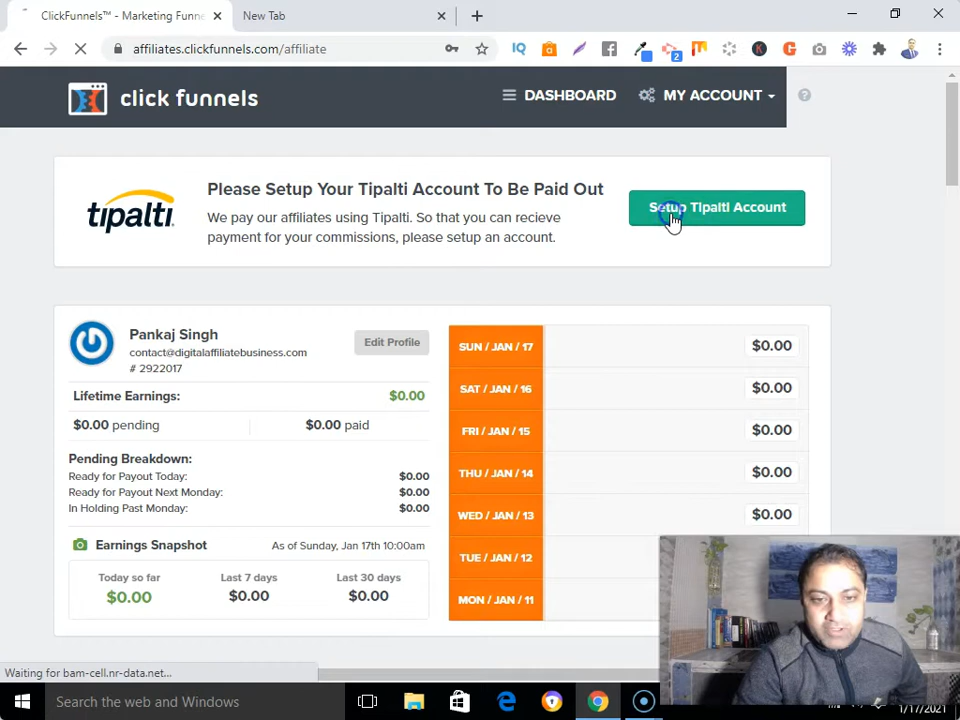 ClickFunnels™ - Marketing Funne
New Tab
affiliates.clickfunnels.com/affiliate
IQ
2
K
G
click funnels
DASHBOARD
MY ACCOUNT
?
tipalti
Please Setup Your Tipalti Account To Be Paid Out
We pay our affiliates using Tipalti. So that you can recieve
payment for your commissions, please setup an account.
Setup Tipalti Account
Pankaj Singh
contact@digitalaffiliatebusiness.com
# 2922017
Edit Profile
Lifetime Earnings: $0.00
$0.00 pending $0.00 paid
Pending Breakdown:
Ready for Payout Today: $0.00
Ready for Payout Next Monday: $0.00
In Holding Past Monday: $0.00
Earnings Snapshot As of Sunday, Jan 17th 10:00am
Today so far Last 7 days Last 30 days
$0.00 $0.00 $0.00
SUN / JAN / 17 $0.00
SAT / JAN / 16 $0.00
FRI / JAN / 15 $0.00
THU / JAN / 14 $0.00
WED / JAN / 13 $0.00
TUE / JAN / 12
MON / JAN / 11
Waiting for bam-cell.nr-data.net...
Search the web and Windows
1/17/2021